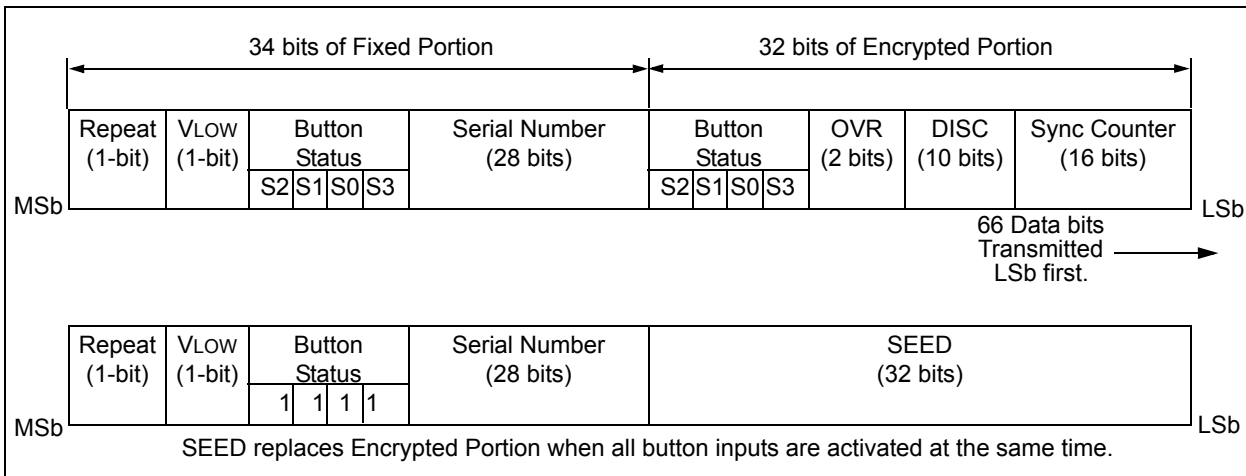 34 bits of Fixed Portion
32 bits of Encrypted Portion
Repeat
(1-bit)
VLOW
(1-bit)
Button
Status
S2 S1 S0 S3
Serial Number
(28 bits)
Button
Status
S2 S1 S0 S3
OVR
(2 bits)
DISC
(10 bits)
Sync Counter
(16 bits)
MSb
LSb
66 Data bits
Transmitted
LSb first.
Repeat
(1-bit)
VLOW
(1-bit)
Button
Status
1 1 1 1
Serial Number
(28 bits)
SEED
(32 bits)
MSb
LSb
SEED replaces Encrypted Portion when all button inputs are activated at the same time.